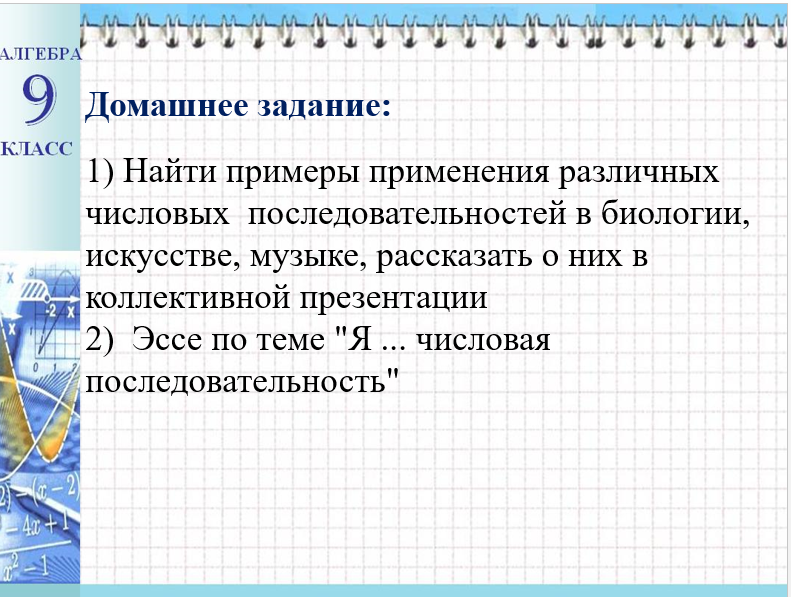 АЛГЕБРА
9
КЛАСС
Домашнее задание:
1) Найти примеры применения различных
числовых  последовательностей в биологии,
искусстве, музыке, рассказать о них в
коллективной презентации
2)  Эссе по теме "Я ... числовая
последовательность"